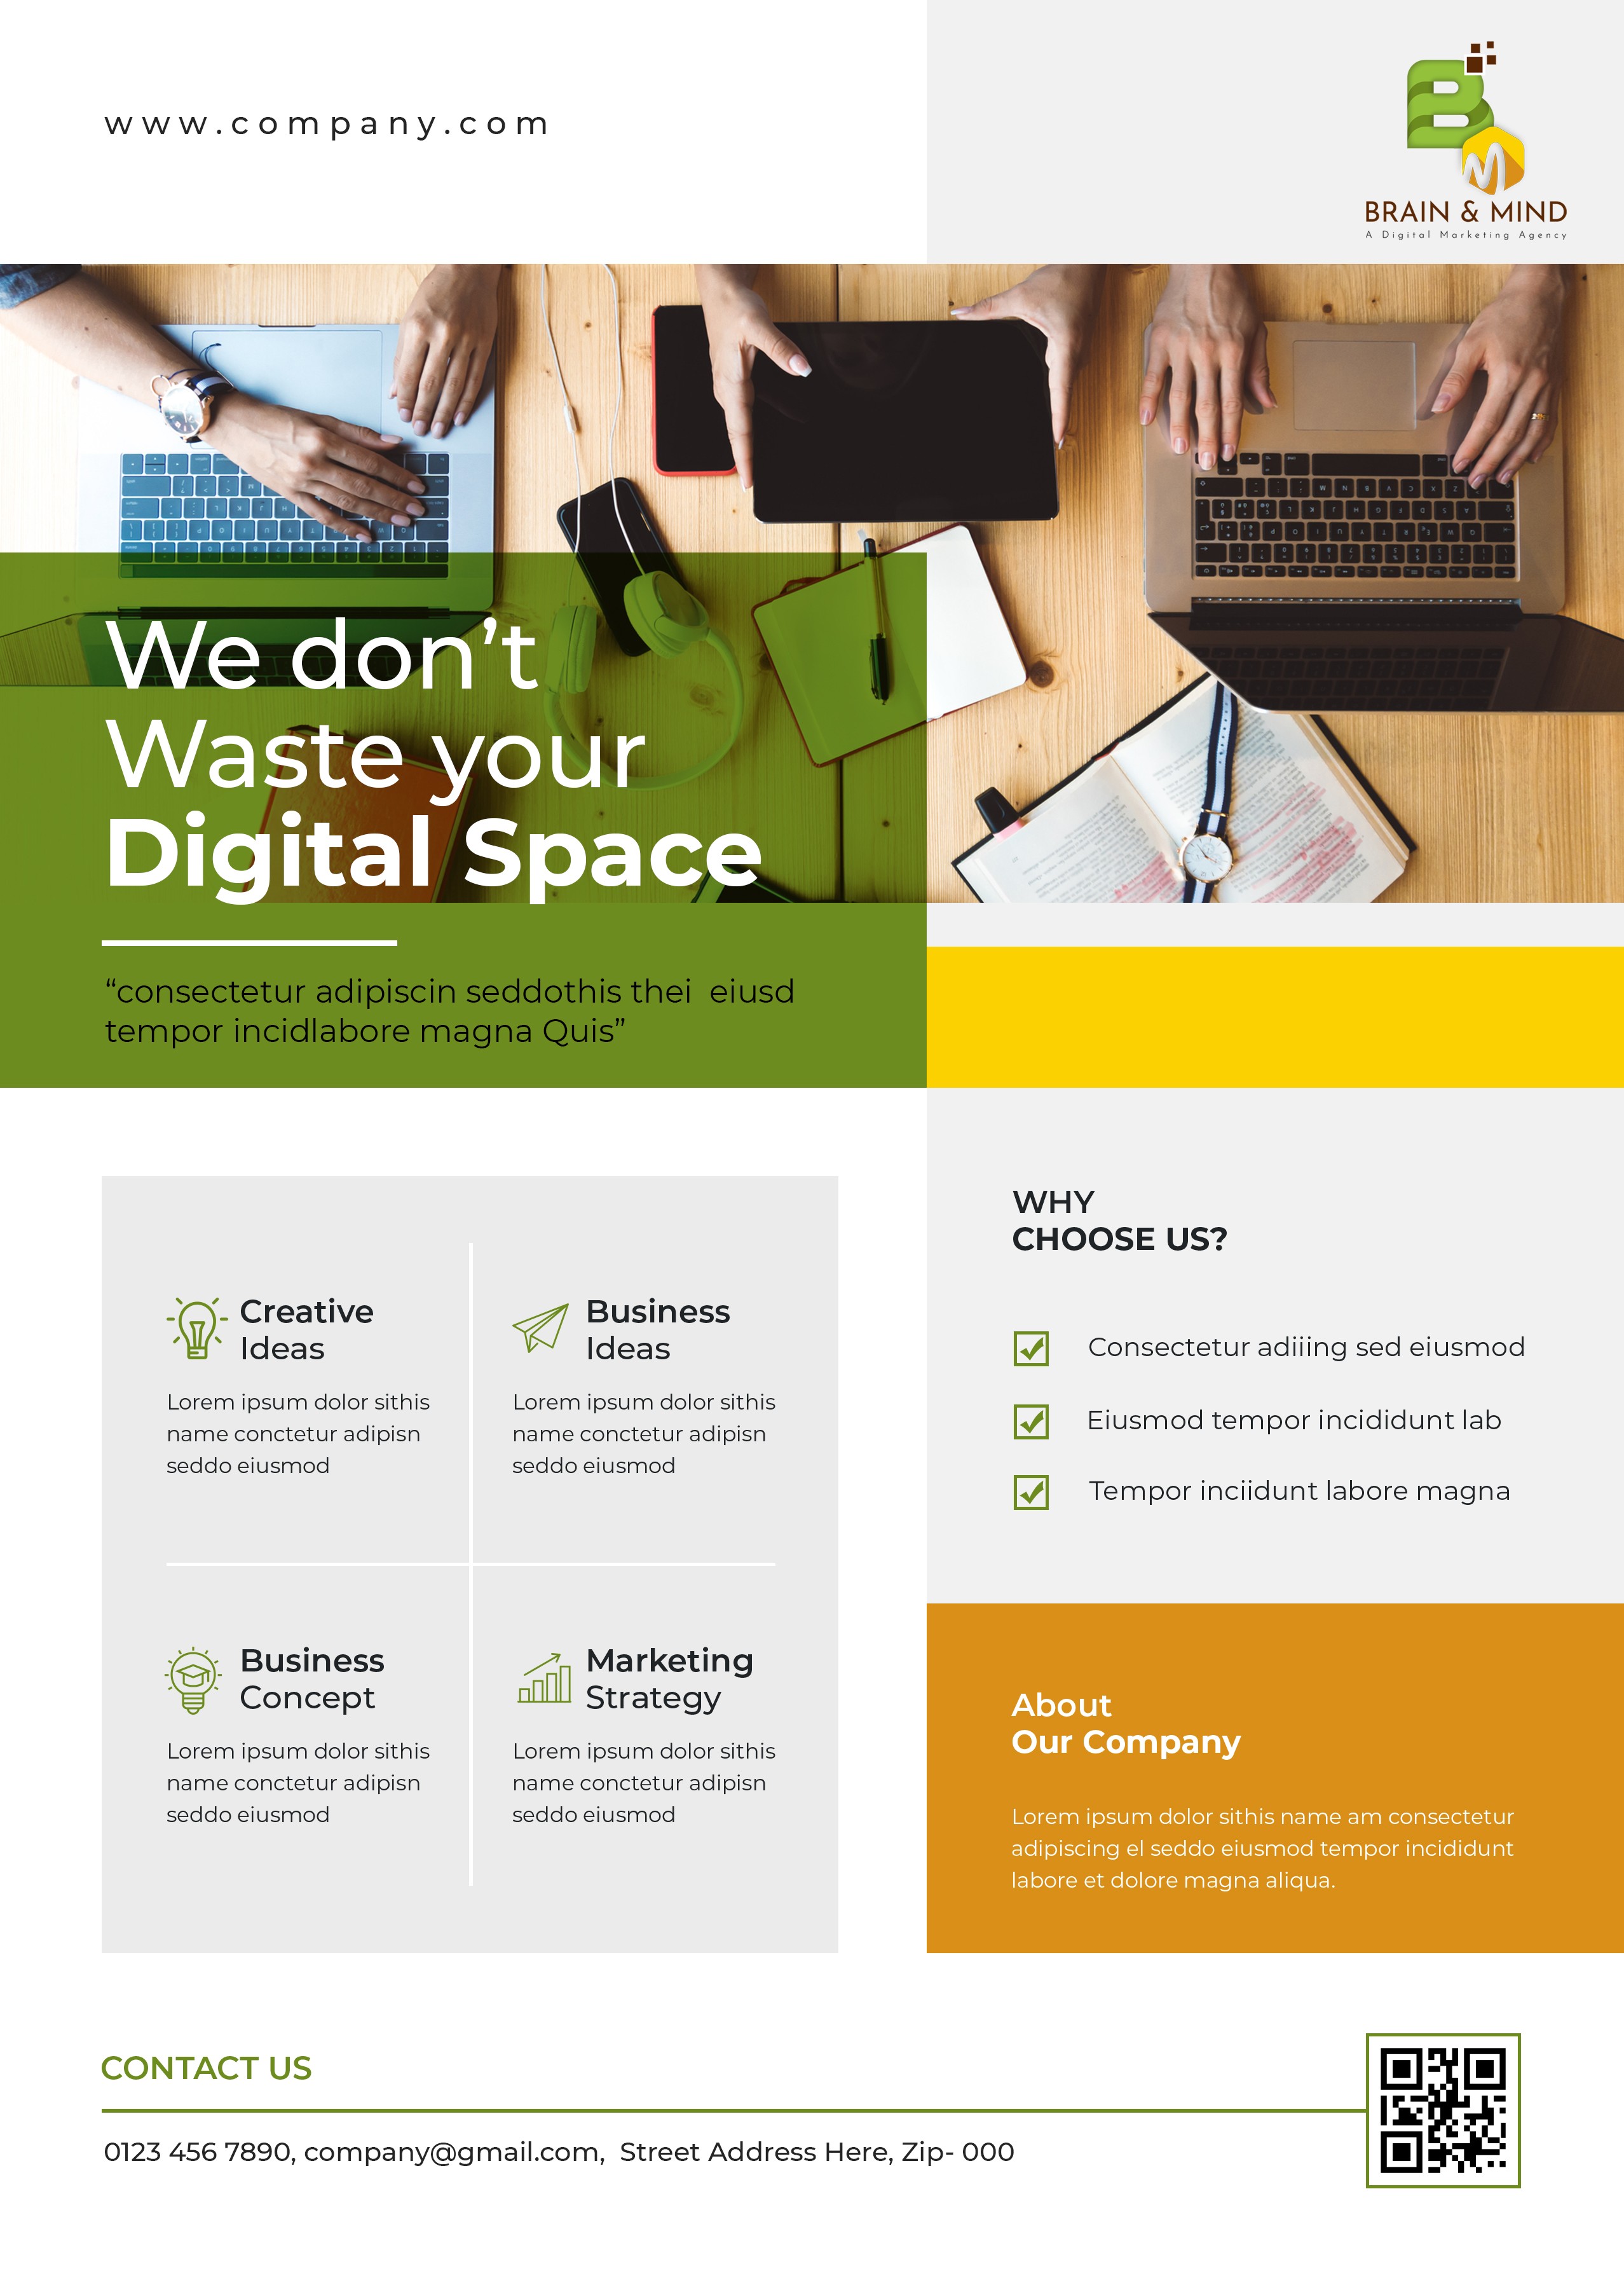 www.company.com
BRAIN & MIND
A Digital Marketing Agency
We don’t
Waste your
Digital Space
“consectetur adipiscin seddothis thei  eiusd
tempor incidlabore magna Quis”
Creative
Ideas
Lorem ipsum dolor sithis
name conctetur adipisn
seddo eiusmod
Business
Ideas
Lorem ipsum dolor sithis
name conctetur adipisn
seddo eiusmod
Business
Concept
Lorem ipsum dolor sithis
name conctetur adipisn
seddo eiusmod
Marketing
Strategy
Lorem ipsum dolor sithis
name conctetur adipisn
seddo eiusmod
WHY
CHOOSE US?
Consectetur adiiing sed eiusmod
Eiusmod tempor incididunt lab
Tempor inciidunt labore magna
About
Our Company
Lorem ipsum dolor sithis name am consectetur
adipiscing el seddo eiusmod tempor incididunt
labore et dolore magna aliqua.
CONTACT US
0123 456 7890, company@gmail.com,  Street Address Here, Zip- 000